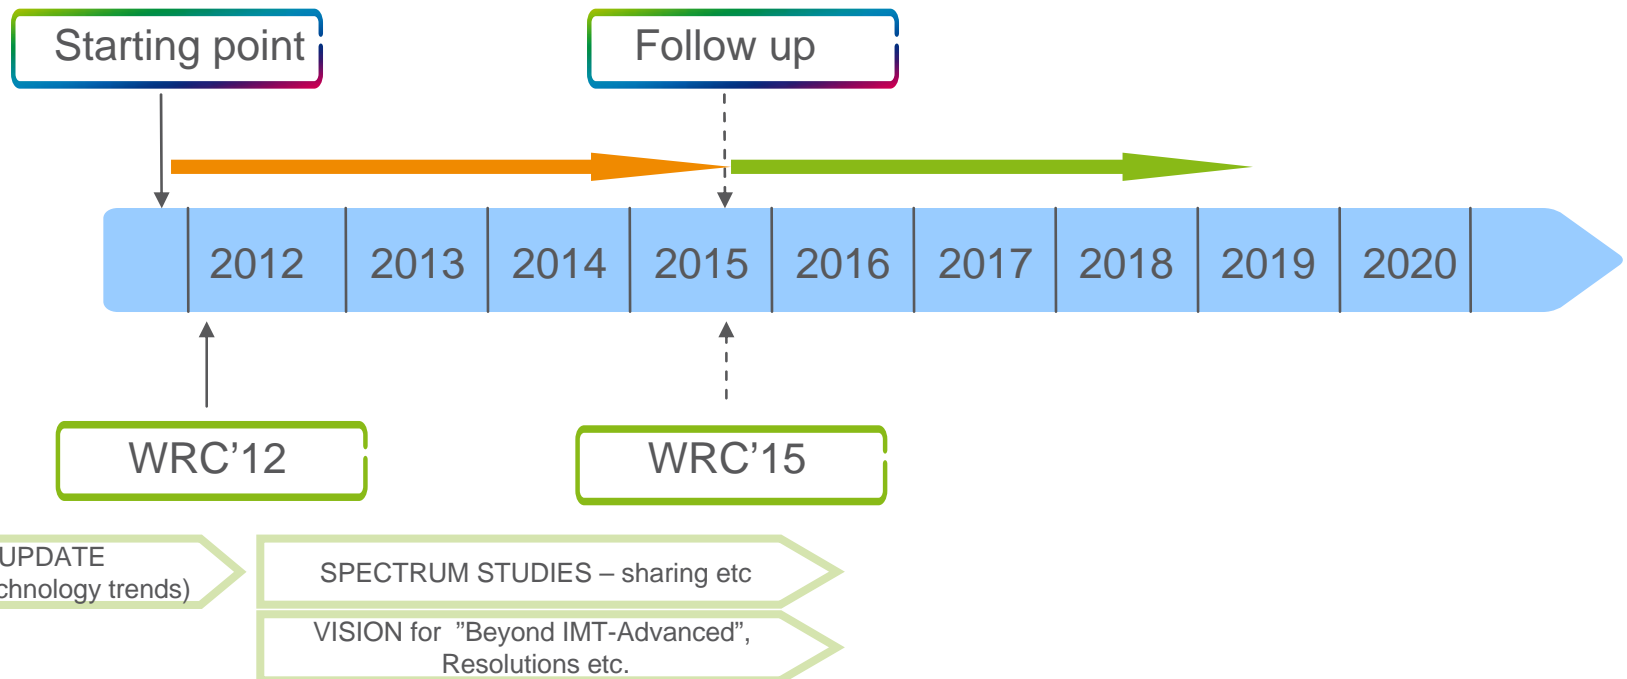 Starting point
Follow up
2012 2013 2014 2015 2016 2017 2018 2019 2020
WRC’12
WRC’15
UPDATE
chnology trends)
SPECTRUM STUDIES – sharing etc
VISION for ”Beyond IMT-Advanced”,
Resolutions etc.